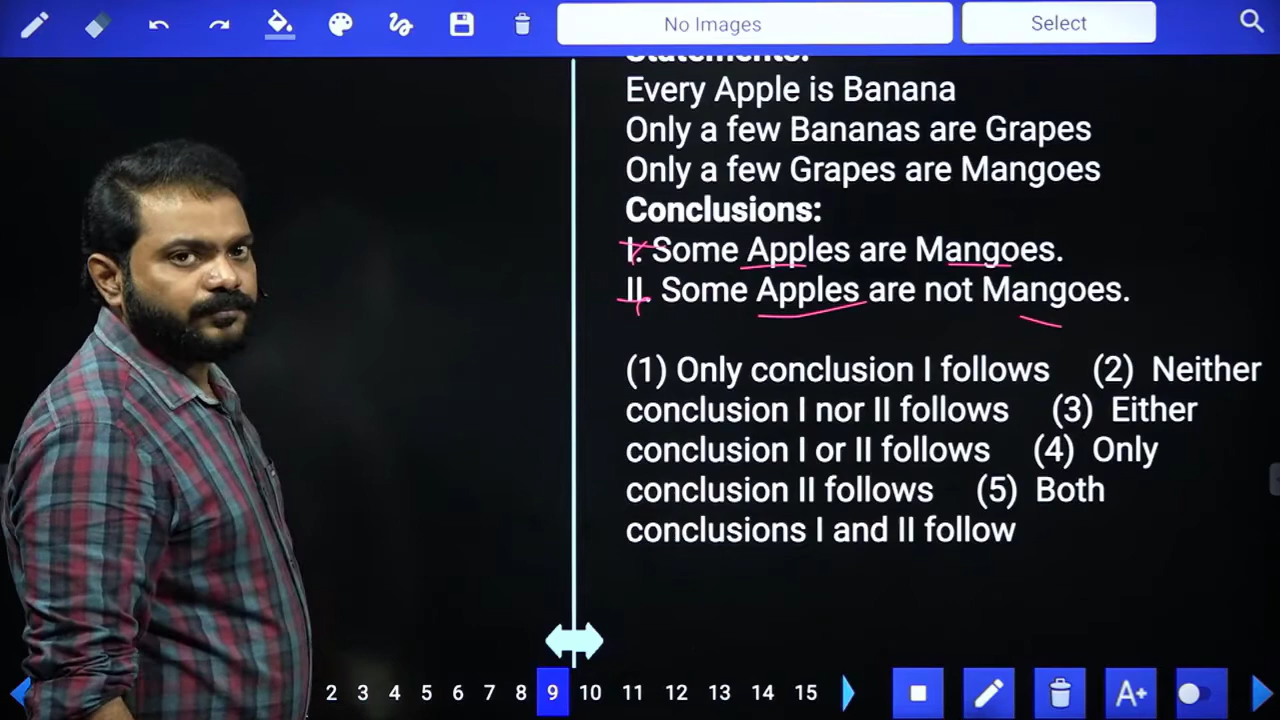 No Images
Select
Statements:
Every Apple is Banana
Only a few Bananas are Grapes
Only a few Grapes are Mangoes
Conclusions:
I. Some Apples are Mangoes.
II. Some Apples are not Mangoes.
(1) Only conclusion I follows (2) Neither
conclusion I nor II follows (3) Either
conclusion I or II follows (4) Only
conclusion II follows (5) Both
conclusions I and II follow
2 3 4 5 6 7 8 9 10 11 12 13 14 15
A+